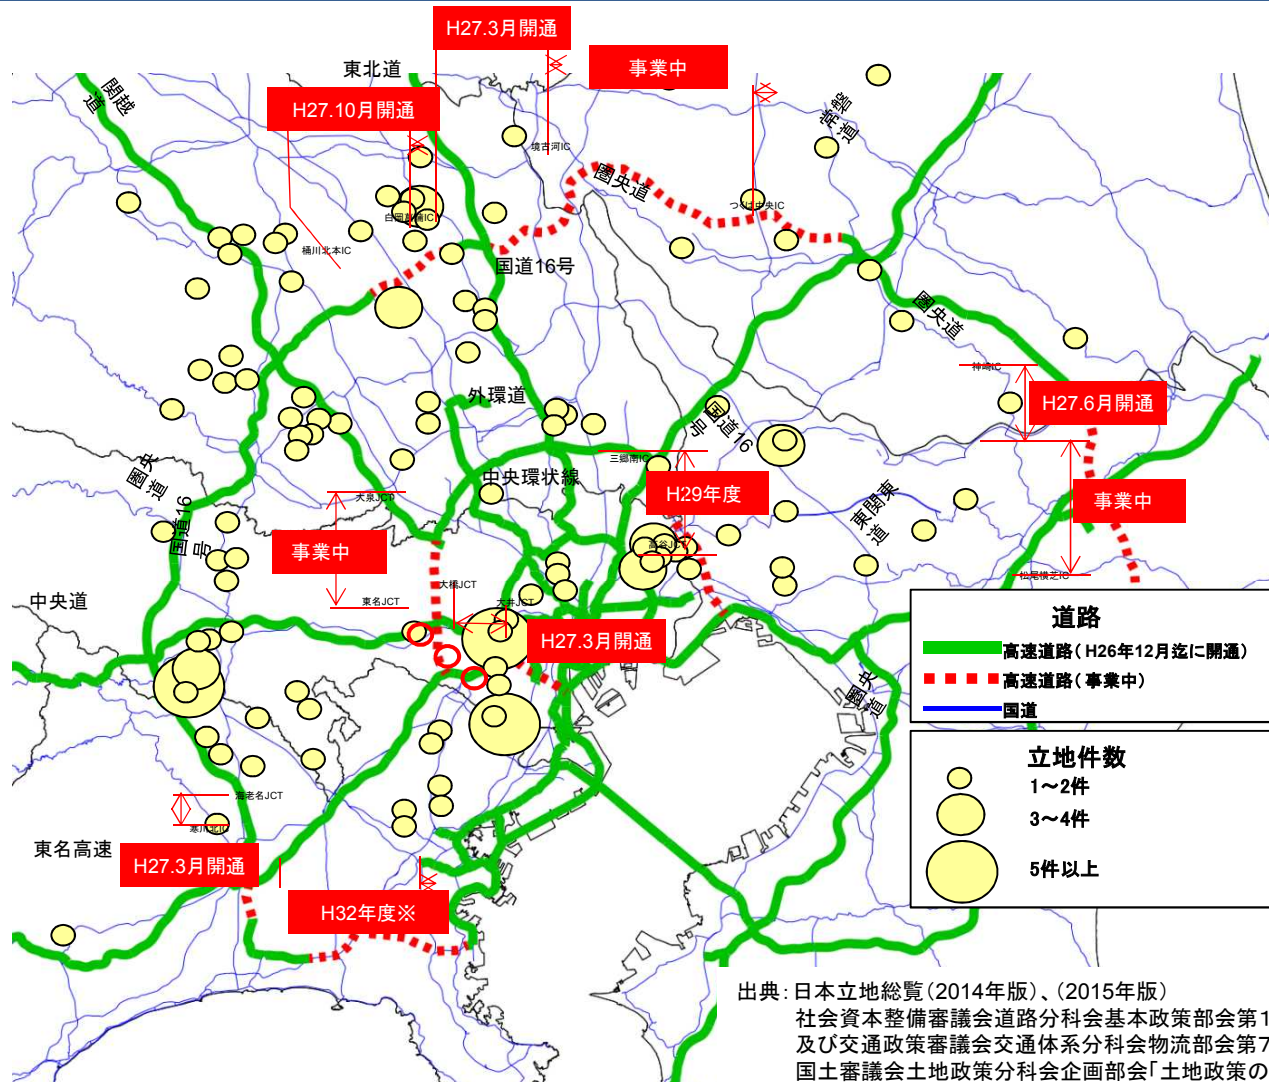 H27.3月開通
東北道
事業中
関越道
H27.10月開通
常磐道
境古河IC
圏央道
つくば中央IC
白岡菖蒲IC
桶川北本IC
国道16号
圏央道
神崎IC
外環道
H27.6月開通
国道16号
三郷南IC
圏央道
中央環状線
大泉JCT
H29年度
東関東道
事業中
国道16号
事業中
高谷JCT
松尾横芝IC
大橋JCT
中央道
東名JCT
大井JCT
H27.3月開通
圏央道
道路
高速道路(H26年12月迄に開通)
高速道路(事業中)
国道
立地件数
1～2件
3～4件
5件以上
海老名JCT
寒川北IC
東名高速
H27.3月開通
H32年度※
出典:日本立地総覧(2014年版)、(2015年版)
社会資本整備審議会道路分科会基本政策部会第1
及び交通政策審議会交通体系分科会物流部会第7
国土審議会土地政策分科会企画部会「土地政策の